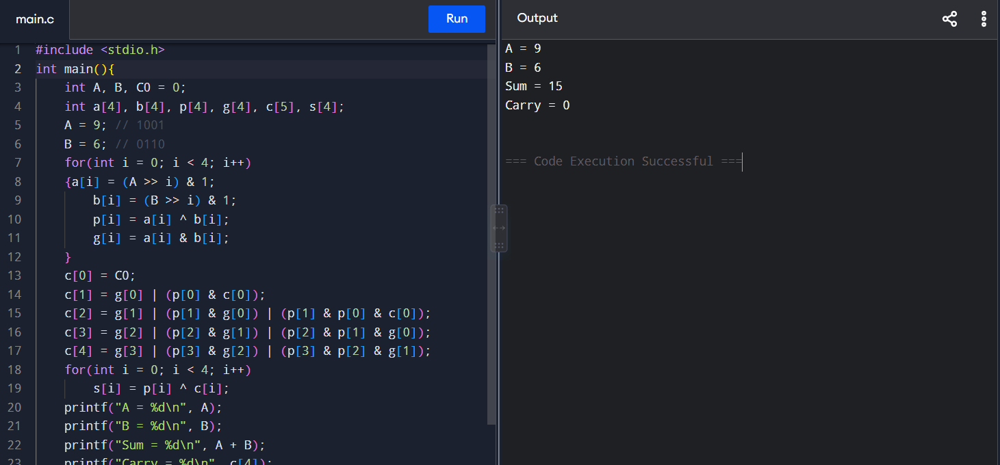 main.c
Run
Output
1 #include <stdio.h>
2 int main(){
3     int A, B, C0 = 0;
4     int a[4], b[4], p[4], g[4], c[5], s[4];
5     A = 9; // 1001
6     B = 6; // 0110
7     for(int i = 0; i < 4; i++)
8     {a[i] = (A >> i) & 1;
9         b[i] = (B >> i) & 1;
10         p[i] = a[i] ^ b[i];
11         g[i] = a[i] & b[i];
12     }
13     c[0] = C0;
14     c[1] = g[0] | (p[0] & c[0]);
15     c[2] = g[1] | (p[1] & g[0]) | (p[1] & p[0] & c[0]);
16     c[3] = g[2] | (p[2] & g[1]) | (p[2] & p[1] & g[0]);
17     c[4] = g[3] | (p[3] & g[2]) | (p[3] & p[2] & g[1]);
18     for(int i = 0; i < 4; i++)
19         s[i] = p[i] ^ c[i];
20     printf("A = %d\n", A);
21     printf("B = %d\n", B);
22     printf("Sum = %d\n", A + B);
23     printf("Carry = %d\n", c[4]);
A = 9
B = 6
Sum = 15
Carry = 0
=== Code Execution Successful ===